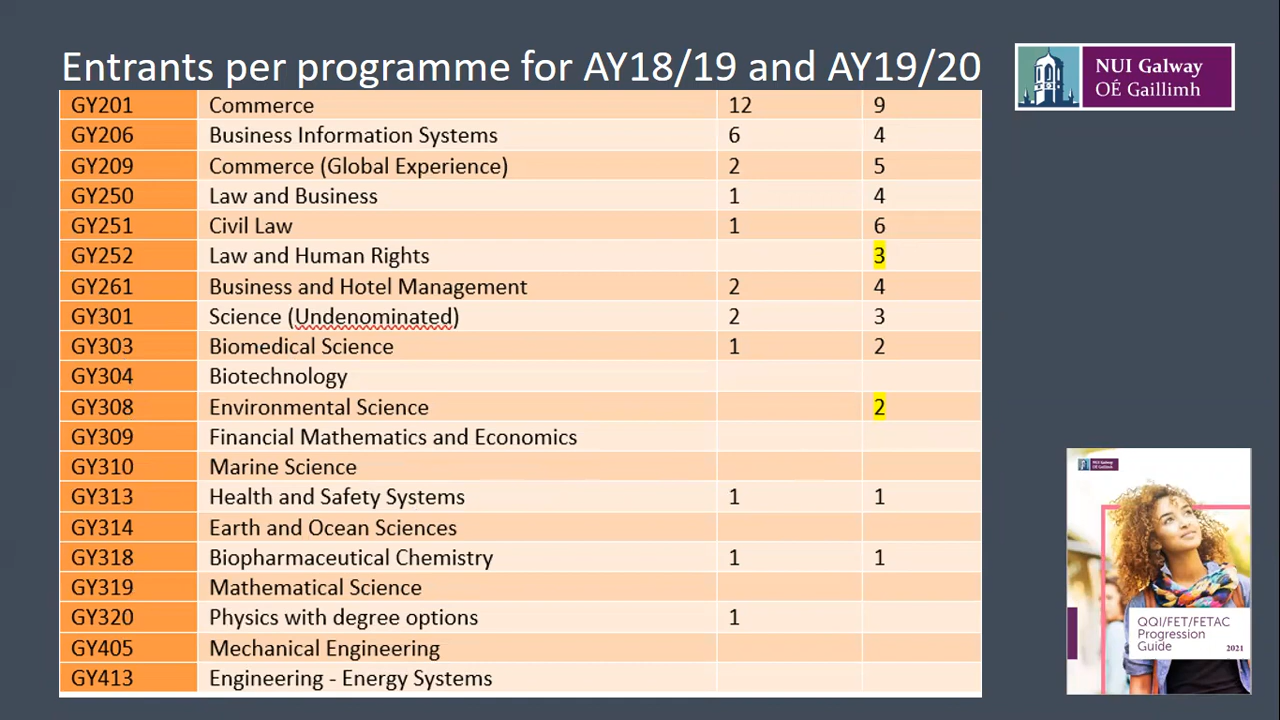 Entrants per programme for AY18/19 and AY19/20
NUI Galway
OÉ Gaillimh
GY201 Commerce 12 9
GY206 Business Information Systems 6 4
GY209 Commerce (Global Experience) 2 5
GY250 Law and Business 1 4
GY251 Civil Law 1 6
GY252 Law and Human Rights 3
GY261 Business and Hotel Management 2 4
GY301 Science (Undenominated) 2 3
GY303 Biomedical Science 1 2
GY304 Biotechnology
GY308 Environmental Science 2
GY309 Financial Mathematics and Economics
GY310 Marine Science
GY313 Health and Safety Systems 1 1
GY314 Earth and Ocean Sciences
GY318 Biopharmaceutical Chemistry 1 1
GY319 Mathematical Science
GY320 Physics with degree options 1
GY405 Mechanical Engineering
GY413 Engineering - Energy Systems
NUI Galway
OÉ Gaillimh
QQI/FET/FETAC
Progression
Guide 2021